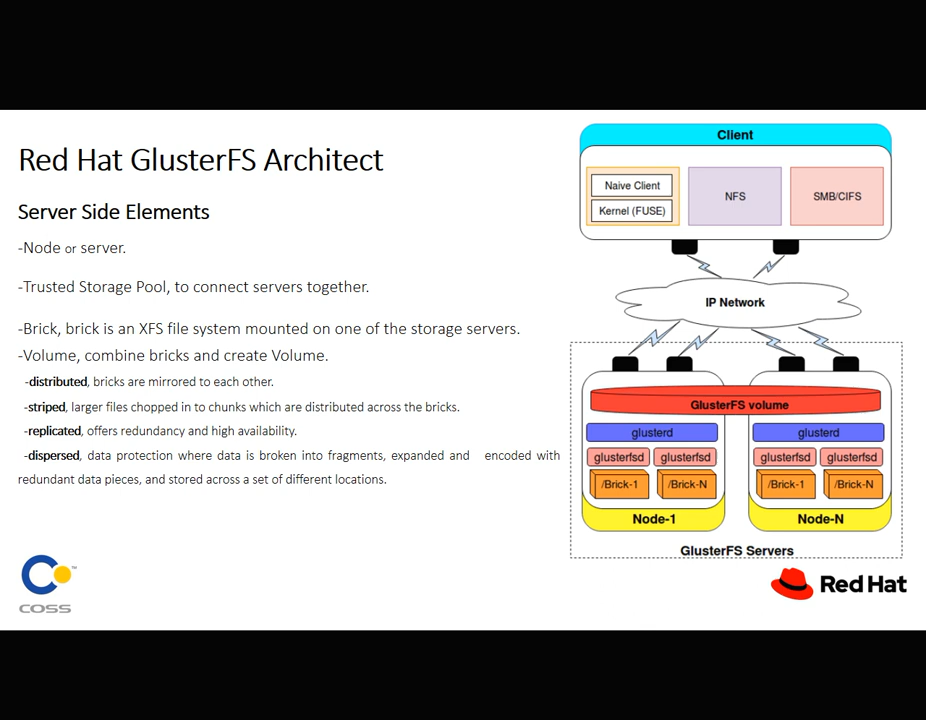 Red Hat GlusterFS Architect
Server Side Elements
-Node or server.
-Trusted Storage Pool, to connect servers together.
-Brick, brick is an XFS file system mounted on one of the storage servers.
-Volume, combine bricks and create Volume.
-distributed, bricks are mirrored to each other.
-striped, larger files chopped in to chunks which are distributed across the bricks.
-replicated, offers redundancy and high availability.
-dispersed, data protection where data is broken into fragments, expanded and encoded with
redundant data pieces, and stored across a set of different locations.
COSS
TM
Client
Naive Client
Kernel (FUSE)
NFS
SMB/CIFS
IP Network
GlusterFS volume
glusterd
glusterd
glusterfsd
glusterfsd
glusterfsd
glusterfsd
/Brick-1
/Brick-N
/Brick-1
/Brick-N
Node-1
Node-N
GlusterFS Servers
Red Hat